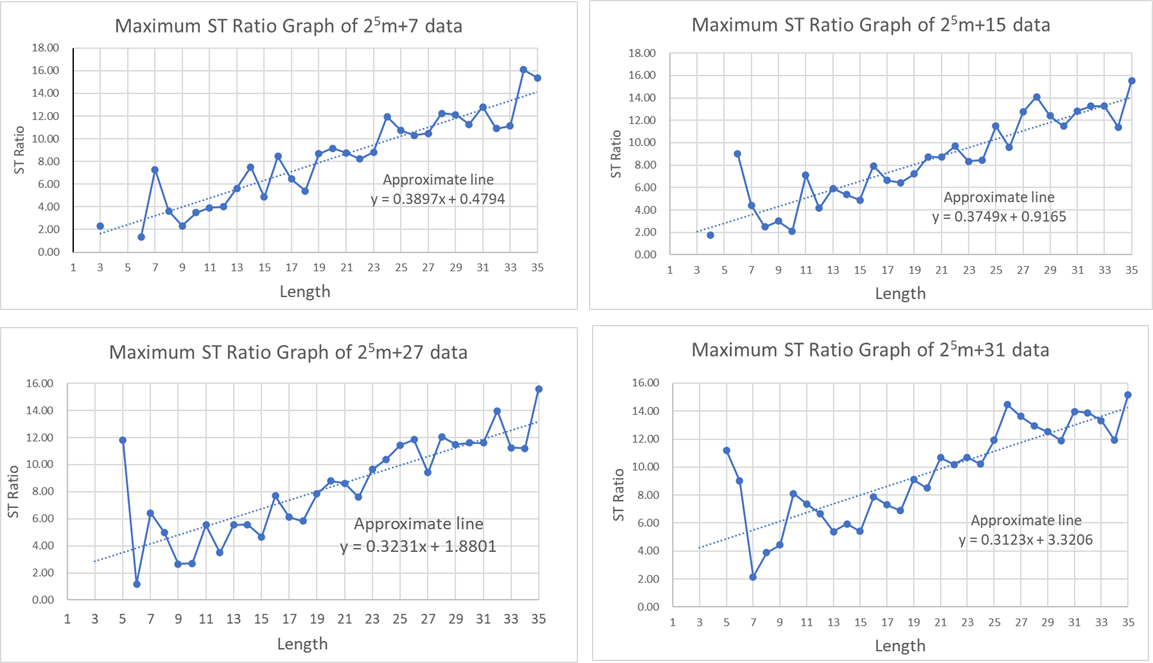 Maximum ST Ratio Graph of 2⁵m+7 data
18.00
16.00
14.00
12.00
10.00
8.00
6.00
4.00
2.00
0.00
ST Ratio
Approximate line
y = 0.3897x + 0.4794
1 3 5 7 9 11 13 15 17 19 21 23 25 27 29 31 33 35
Length
Maximum ST Ratio Graph of 2⁵m+15 data
18.00
16.00
14.00
12.00
10.00
8.00
6.00
4.00
2.00
0.00
ST Ratio
Approximate line
y = 0.3749x + 0.9165
1 3 5 7 9 11 13 15 17 19 21 23 25 27 29 31 33 35
Length
Maximum ST Ratio Graph of 2⁵m+27 data
16.00
14.00
12.00
10.00
8.00
6.00
4.00
2.00
0.00
ST Ratio
Approximate line
y = 0.3231x + 1.8801
1 3 5 7 9 11 13 15 17 19 21 23 25 27 29 31 33 35
Length
Maximum ST Ratio Graph of 2⁵m+31 data
16.00
14.00
12.00
10.00
8.00
6.00
4.00
2.00
0.00
ST Ratio
Approximate line
y = 0.3123x + 3.3206
1 3 5 7 9 11 13 15 17 19 21 23 25 27 29 31 33 35
Length